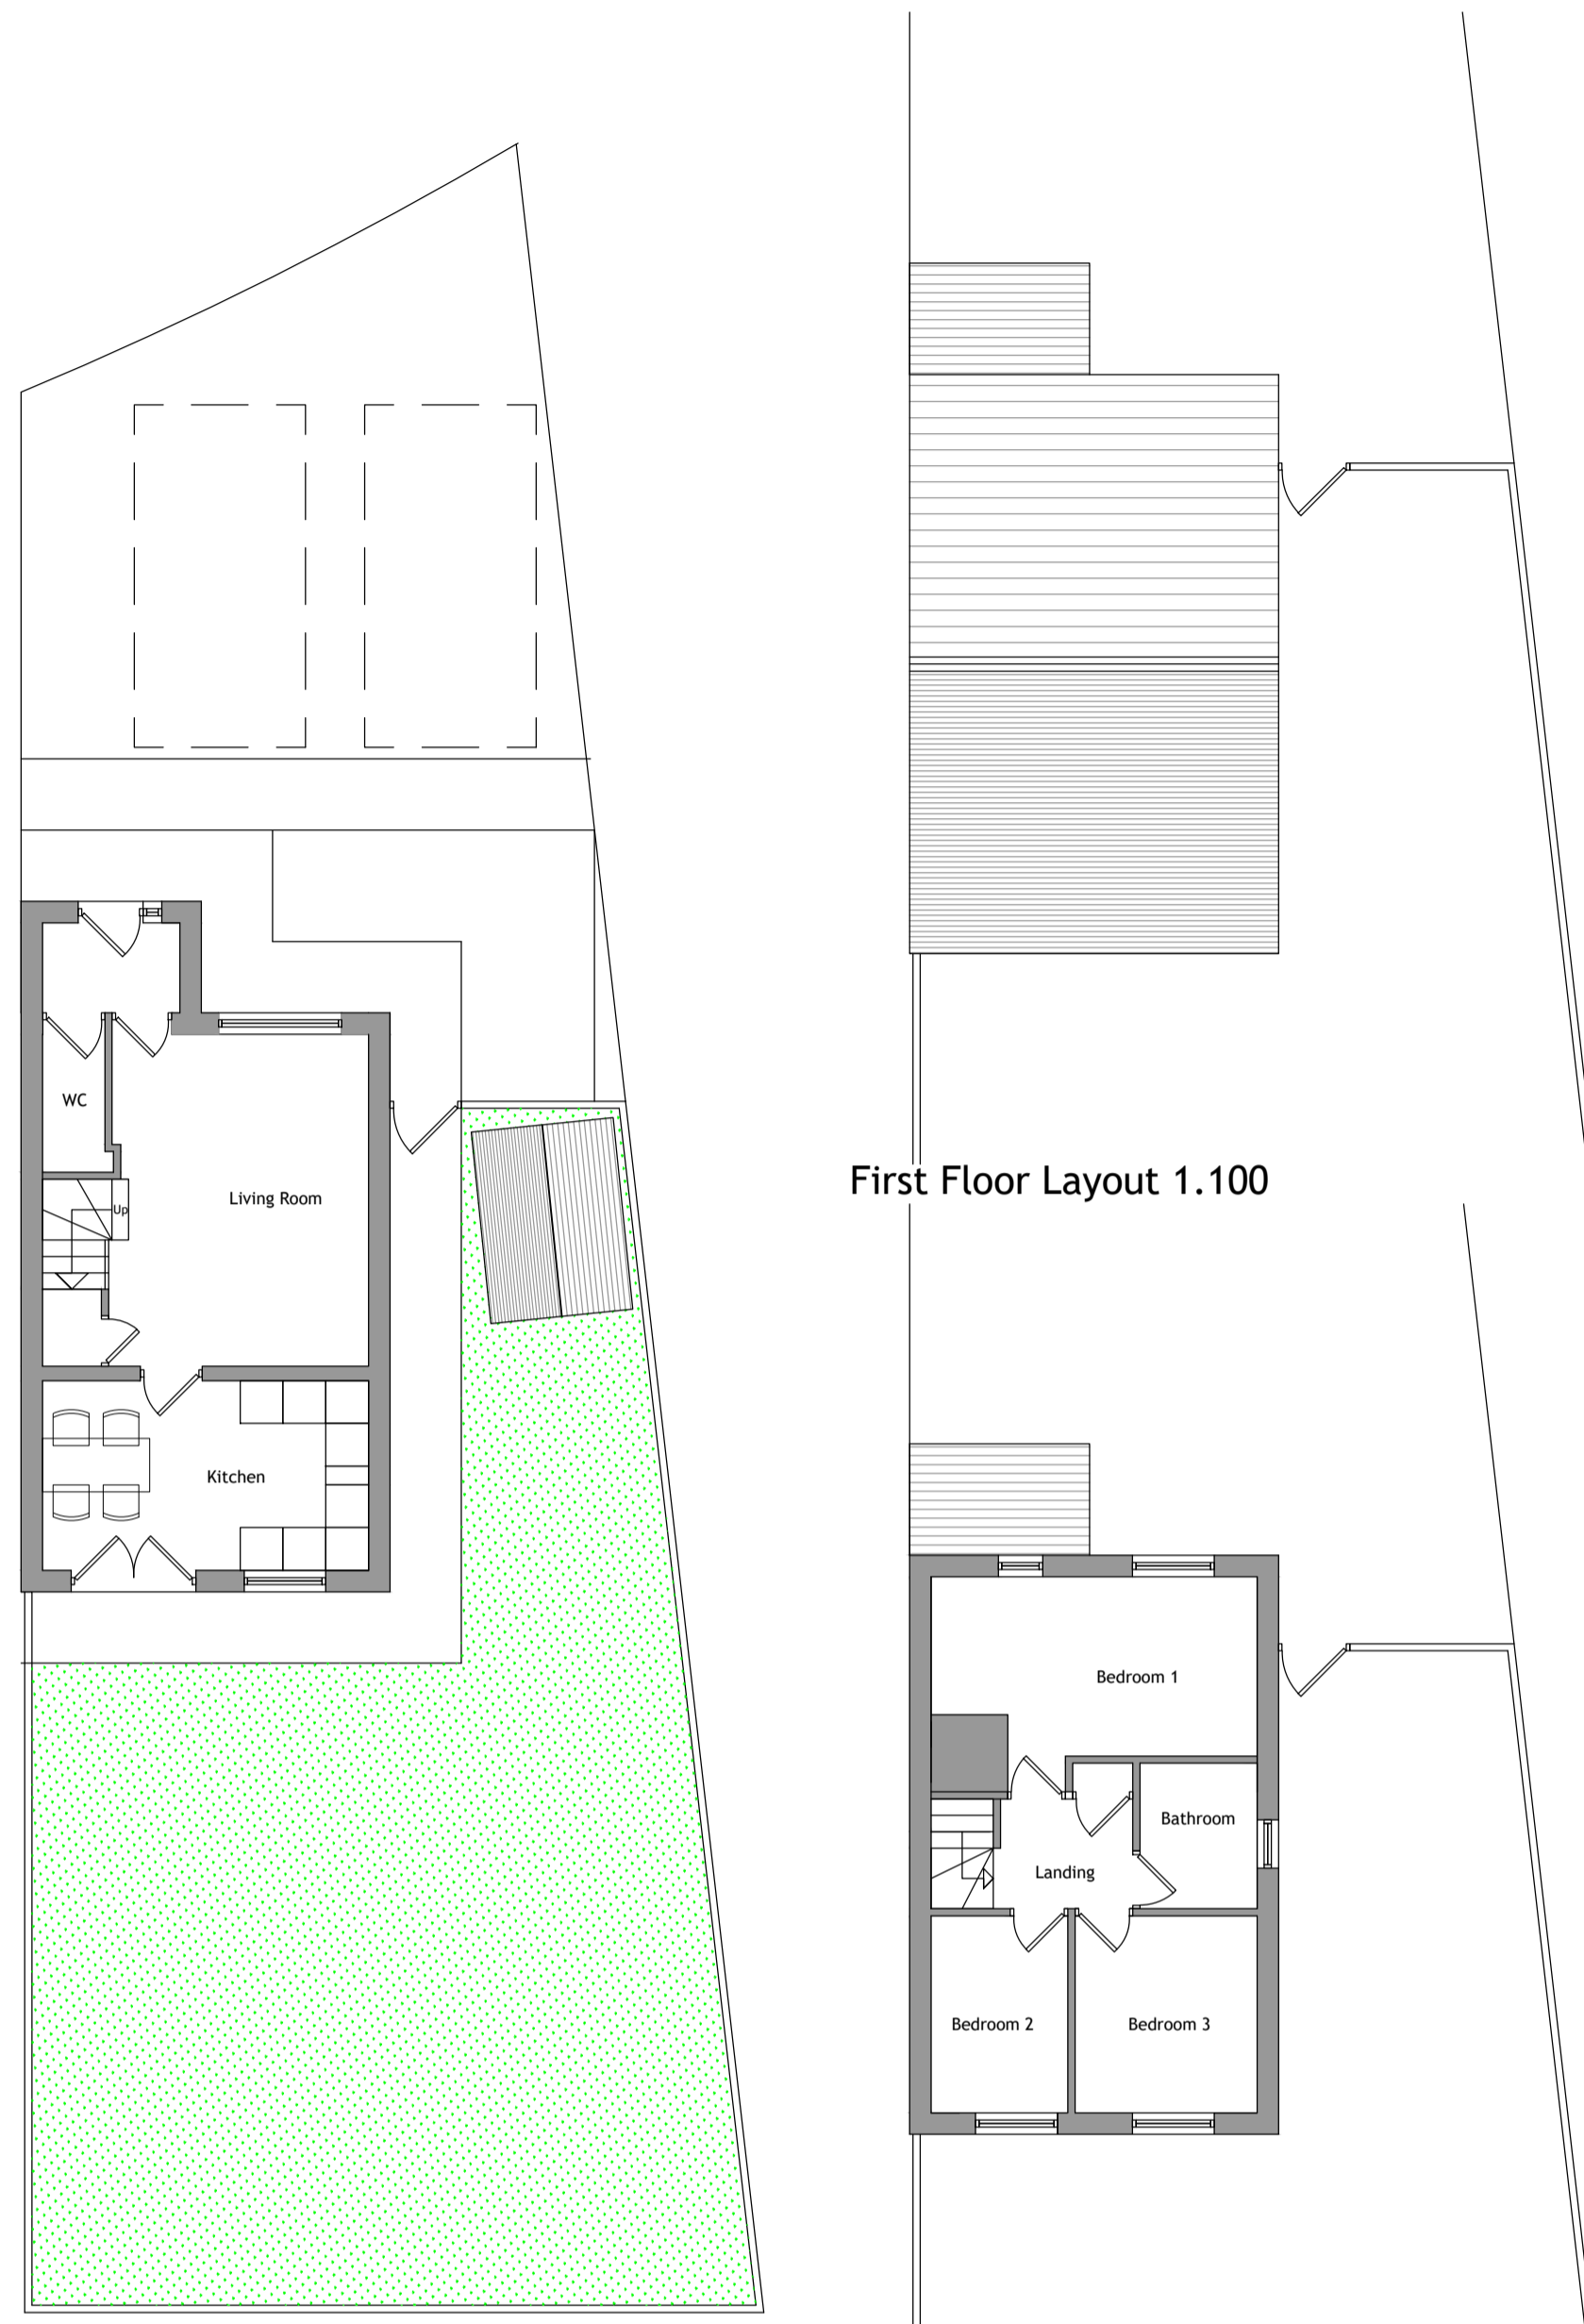 WC
Living Room
Up
Kitchen
First Floor Layout 1.100
Bedroom 1
Bathroom
Landing
Bedroom 2
Bedroom 3